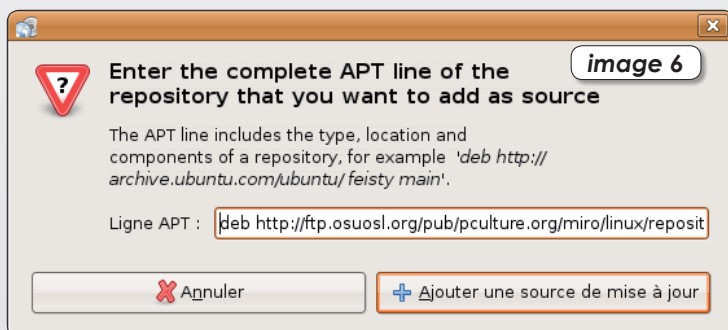 image 6
Enter the complete APT line of the
repository that you want to add as source
The APT line includes the type, location and
components of a repository, for example 'deb http://
archive.ubuntu.com/ubuntu/ feisty main'.
Ligne APT : deb http://ftp.osuosl.org/pub/pculture.org/miro/linux/reposit
Annuler
Ajouter une source de mise à jour